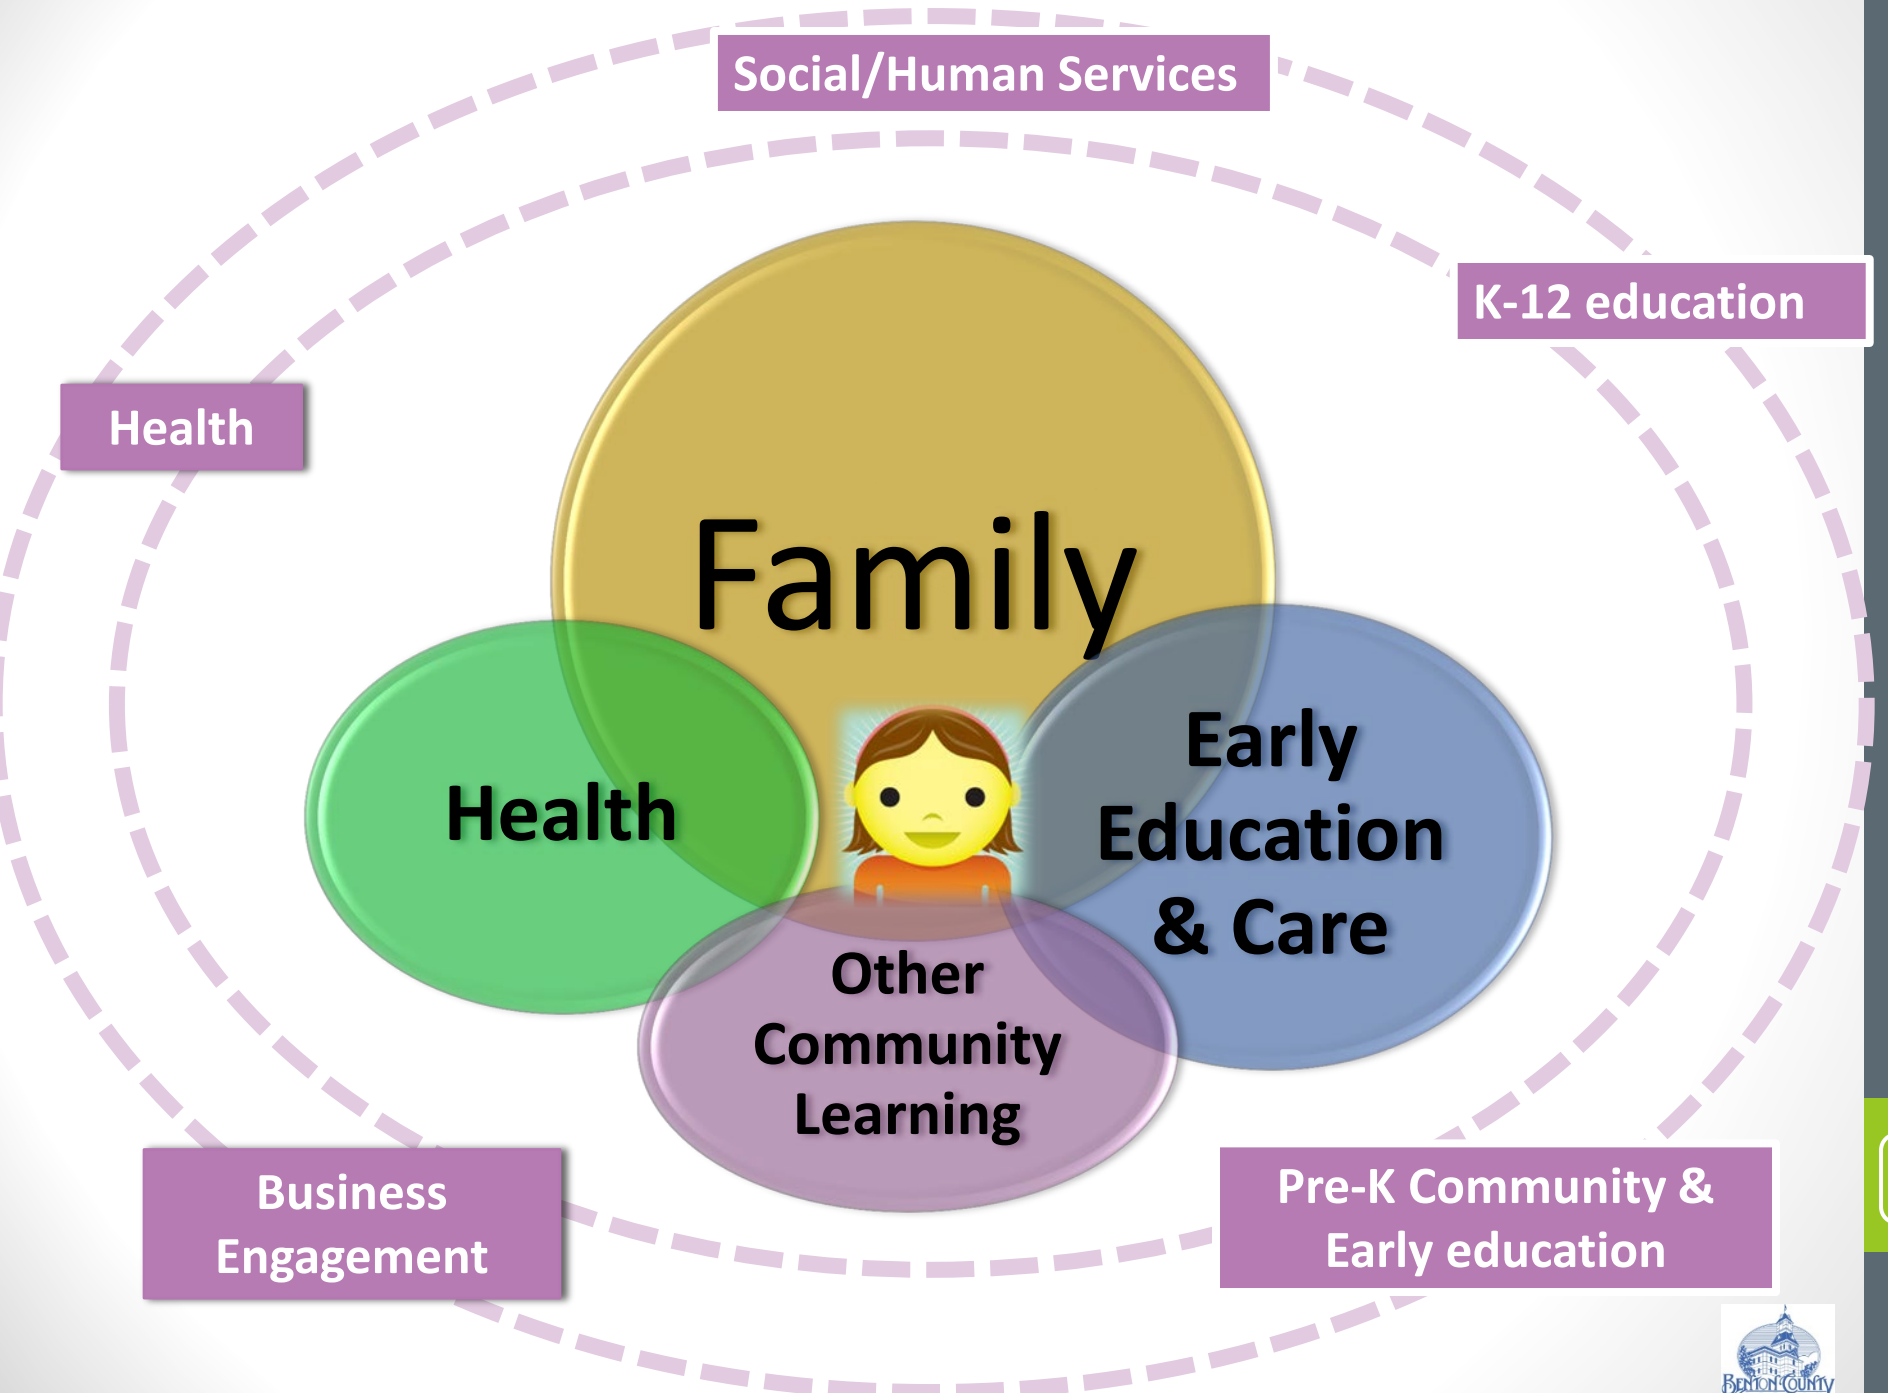 Social/Human Services
K-12 education
Health
Family
Health
Early
Education
& Care
Other
Community
Learning
Business
Engagement
Pre-K Community &
Early education
BENTON COUNTY